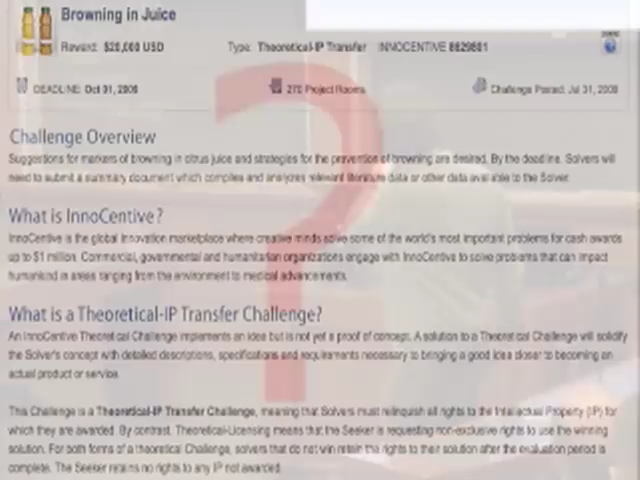 Browning in Juice
Reward: $20,000 USD Type: Theoretical-IP Transfer INNOCENTIVE
DEADLINE: Oct 31, 2008 Project Rooms Challenge Posted: Jul 31, 2008
Challenge Overview
Suggestions for markers of browning in citrus juice and strategies for the prevention of browning are desired. By the deadline, Solvers will
need to submit a summary document which compiles and analyzes relevant literature data or other data available to the Solver.
What is InnoCentive?
InnoCentive is the global innovation marketplace where creative minds solve some of the world's most important problems for cash awards
up to $1 million. Commercial, governmental and humanitarian organizations engage with InnoCentive to solve problems that can impact
humankind in areas ranging from the environment to medical advancements.
What is a Theoretical-IP Transfer Challenge?
An InnoCentive Theoretical Challenge implements an idea but is not yet a proof of concept. A solution to a Theoretical Challenge will solidify
the Solver's concept with detailed descriptions, specifications and requirements necessary to bringing a good idea closer to becoming an
actual product or service.
This Challenge is a Theoretical-IP Transfer Challenge, meaning that Solvers must relinquish all rights to the Intellectual Property (IP) for
which they are awarded. By contrast, Theoretical-Licensing means that the Seeker is requesting non-exclusive rights to use the winning
solution. For both forms of a theoretical Challenge, solvers that do not win retain the rights to their solution after the evaluation period is
complete. The Seeker retains no rights to any IP not awarded.
?